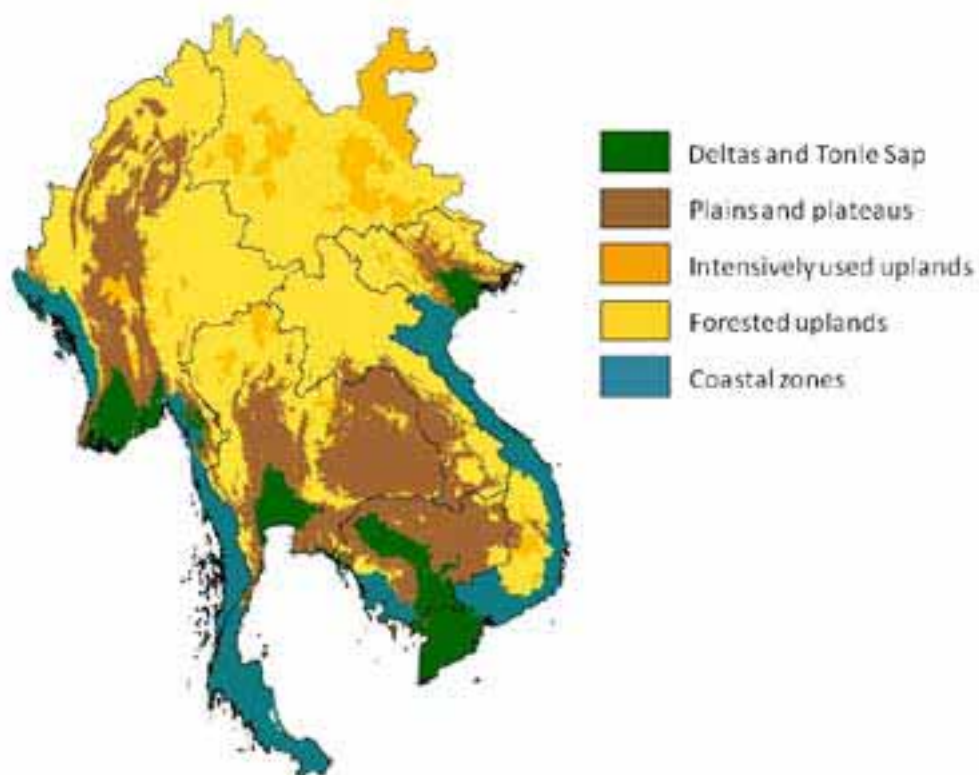 Deltas and Tonle Sap
Plains and plateaus
Intensively used uplands
Forested uplands
Coastal zones